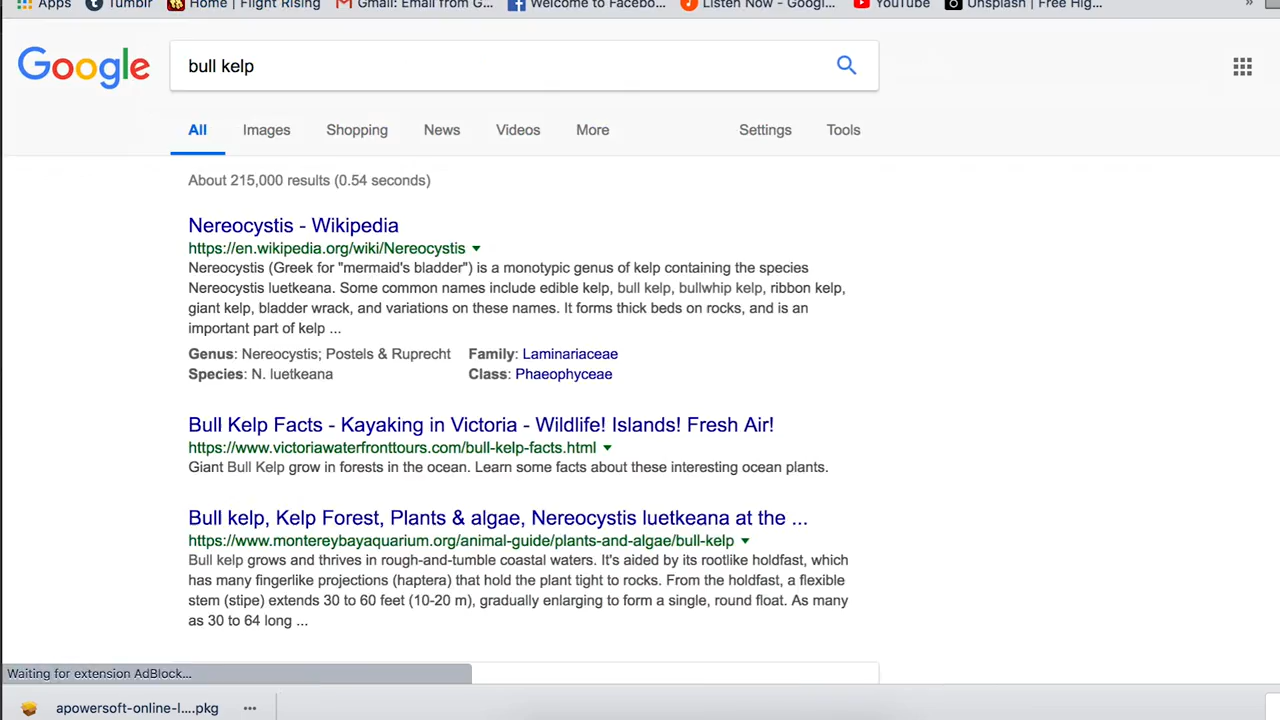 Apps Tumblr Home | Flight Rising Gmail: Email from G... Welcome to Facebo... Listen Now - Googl... YouTube Unsplash | Free Hig... »
Google bull kelp
All Images Shopping News Videos More Settings Tools
About 215,000 results (0.54 seconds)
Nereocystis - Wikipedia
https://en.wikipedia.org/wiki/Nereocystis
Nereocystis (Greek for "mermaid's bladder") is a monotypic genus of kelp containing the species
Nereocystis luetkeana. Some common names include edible kelp, bull kelp, bullwhip kelp, ribbon kelp,
giant kelp, bladder wrack, and variations on these names. It forms thick beds on rocks, and is an
important part of kelp ...
Genus: Nereocystis; Postels & Ruprecht Family: Laminariaceae
Species: N. luetkeana Class: Phaeophyceae
Bull Kelp Facts - Kayaking in Victoria - Wildlife! Islands! Fresh Air!
https://www.victoriawaterfronttours.com/bull-kelp-facts.html
Giant Bull Kelp grow in forests in the ocean. Learn some facts about these interesting ocean plants.
Bull kelp, Kelp Forest, Plants & algae, Nereocystis luetkeana at the ...
https://www.montereybayaquarium.org/animal-guide/plants-and-algae/bull-kelp
Bull kelp grows and thrives in rough-and-tumble coastal waters. It's aided by its rootlike holdfast, which
has many fingerlike projections (haptera) that hold the plant tight to rocks. From the holdfast, a flexible
stem (stipe) extends 30 to 60 feet (10-20 m), gradually enlarging to form a single, round float. As many
as 30 to 64 long ...
Waiting for extension AdBlock...
apowersoft-online-l....pkg